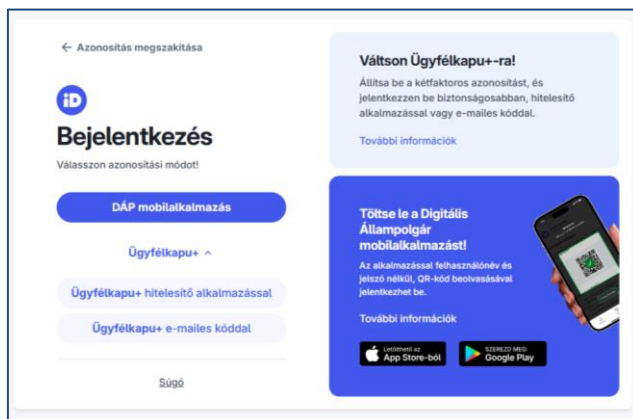 ← Azonosítás megszakítása
iD
Bejelentkezés
Válasszon azonosítási módot!
DÁP mobilalkalmazás
Ügyfélkapu+
Ügyfélkapu+ hitelesítő alkalmazással
Ügyfélkapu+ e-mailes kóddal
Súgó
Váltson Ügyfélkapu+-ra!
Állítsa be a kétfaktoros azonosítást, és
jelentkezzen be biztonságosabban, hitelesítő
alkalmazással vagy e-mailes kóddal.
További információk
Töltse le a Digitális
Állampolgár
mobilalkalmazást!
Az alkalmazással felhasználónév és
jelszó nélkül, QR-kód beolvasásával
jelentkezhet be.
További információk
Letölthető az
App Store-ból
SZEREZD MEG
Google Play